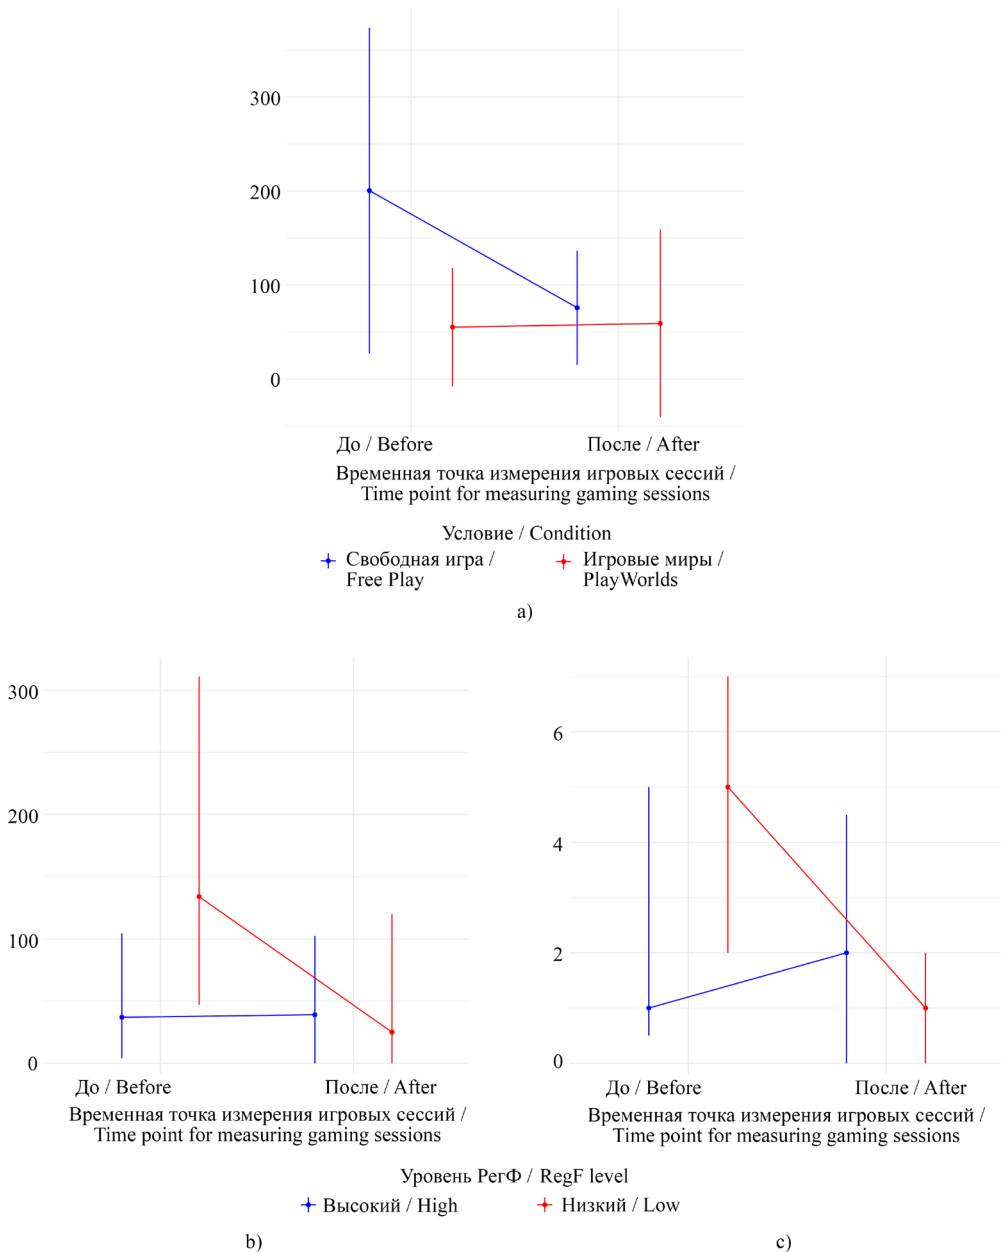 300
200
100
0
До / Before
После / After
Временная точка измерения игровых сессий /
Time point for measuring gaming sessions
Условие / Condition
Свободная игра /
Free Play
Игровые миры /
PlayWorlds
a)
300
200
100
0
До / Before
После / After
Временная точка измерения игровых сессий /
Time point for measuring gaming sessions
6
4
2
0
До / Before
После / After
Временная точка измерения игровых сессий /
Time point for measuring gaming sessions
Уровень РегФ / RegF level
Высокий / High
Низкий / Low
b)
c)